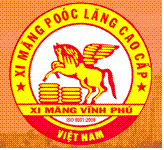 XI MĂNG POÓC LĂNG CAO CẤP
XI MĂNG VĨNH PHÚ
ISO 9001:2008
VIỆT NAM